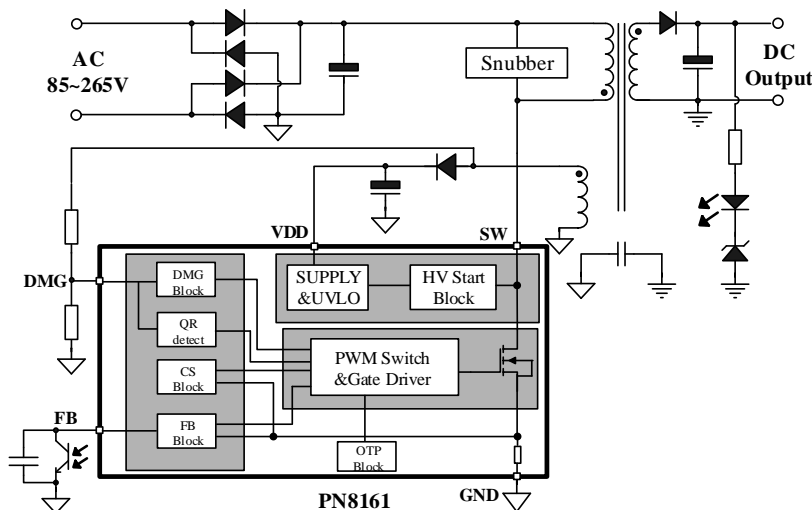 AC
85~265V
Snubber
DC
Output
VDD
SW
DMG
DMG
Block
SUPPLY
&UVLO
HV Start
Block
QR
detect
PWM Switch
&Gate Driver
CS
Block
FB
FB
Block
OTP
Block
GND
PN8161